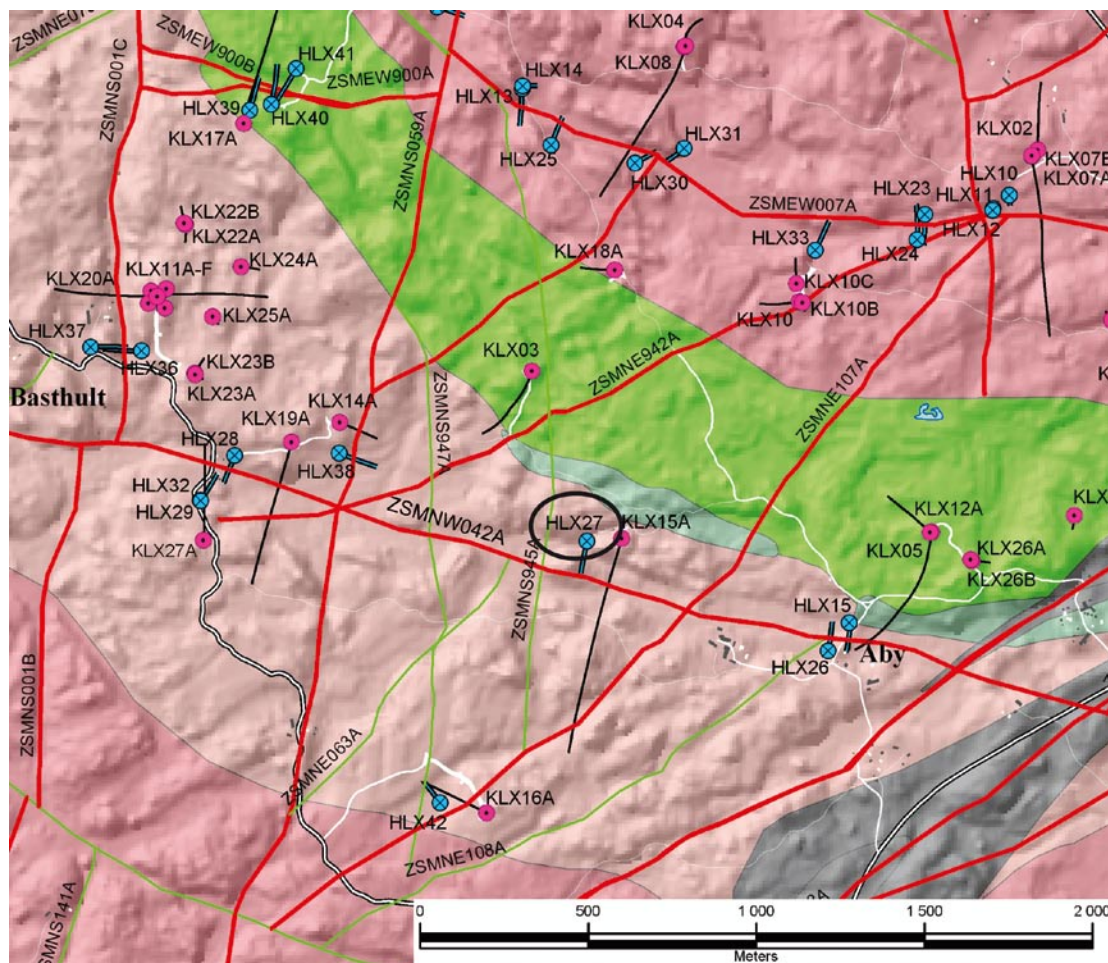 ZSMNE07
ZSMNS001C
ZSMEW900B
HLX41
ZSMEW900A
HLX39
HLX40
KLX17A
ZSMNS059A
HLX14
HLX13
HLX25
KLX04
KLX08
HLX31
HLX30
KLX02
KLX07B
KLX07A
HLX10
HLX23
HLX11
HLX12
ZSMEW007A
HLX33
HLX24
KLX22B
KLX22A
KLX24A
KLX20A
KLX11A-F
KLX25A
KLX18A
KLX10C
KLX10
KLX10B
HLX37
HLX36
KLX23B
KLX23A
Basthult
KLX03
ZSMNE942A
ZSMNE107A
ZSMNS947A
KLX14A
KLX19A
HLX28
HLX38
HLX32
HLX29
KLX27A
ZSMNW042A
HLX27
KLX15A
ZSMNS945A
KLX12A
KLX05
KLX26A
KLX26B
HLX15
HLX26
Aby
ZSMNS001B
ZSMNE063A
HLX42
KLX16A
ZSMNE108A
SMNS141A
0 500 1 000 1 500 2 000
Meters